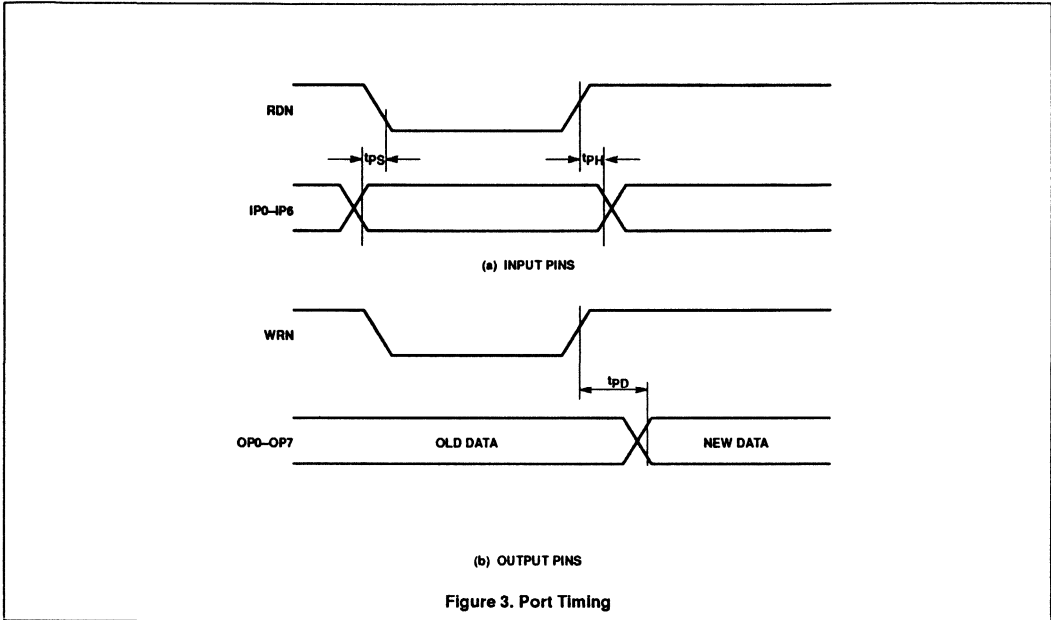 RDN
tPS
tPH
IP0–IP6
(a) INPUT PINS
WRN
tPD
OP0–OP7
OLD DATA
NEW DATA
(b) OUTPUT PINS
Figure 3. Port Timing